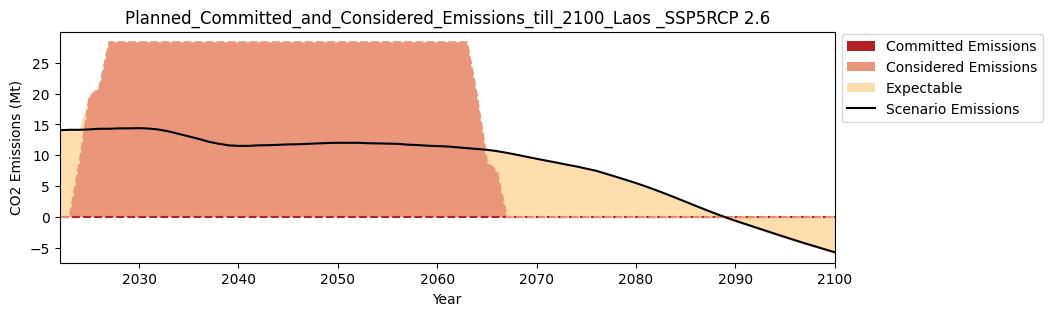 Planned_Committed_and_Considered_Emissions_till_2100_Laos _SSP5RCP 2.6
CO2 Emissions (Mt)
25
20
15
10
5
0
−5
2030 2040 2050 2060 2070 2080 2090 2100
Year
Committed Emissions
Considered Emissions
Expectable
Scenario Emissions